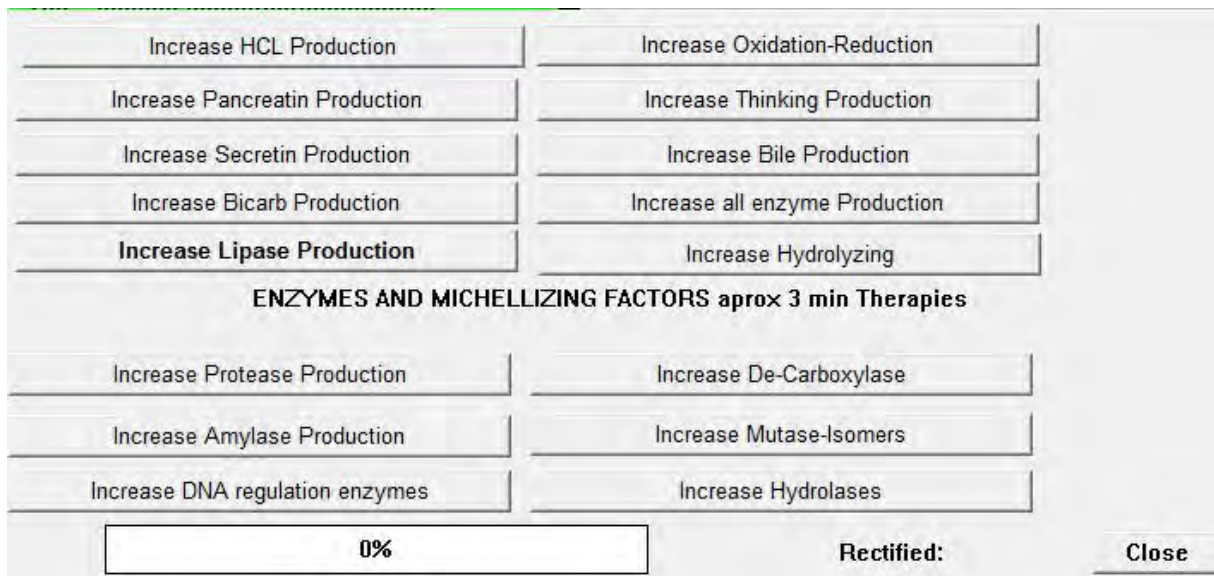 Increase HCL Production
Increase Oxidation-Reduction
Increase Pancreatin Production
Increase Thinking Production
Increase Secretin Production
Increase Bile Production
Increase Bicarb Production
Increase all enzyme Production
Increase Lipase Production
Increase Hydrolyzing
ENZYMES AND MICHELLIZING FACTORS aprox 3 min Therapies
Increase Protease Production
Increase De-Carboxylase
Increase Amylase Production
Increase Mutase-Isomers
Increase DNA regulation enzymes
Increase Hydrolases
0%
Rectified:
Close